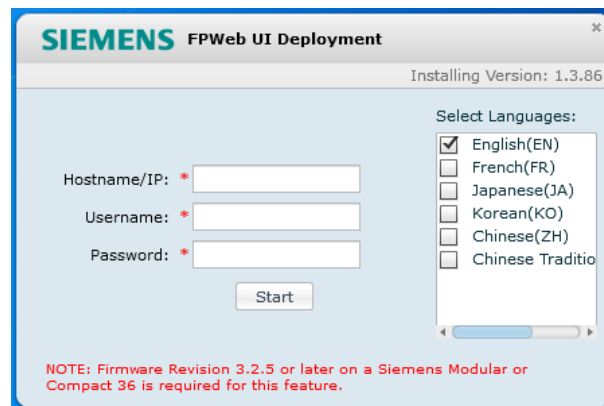 SIEMENS FPWeb UI Deployment
Installing Version: 1.3.86
Select Languages:
English(EN)
French(FR)
Japanese(JA)
Korean(KO)
Chinese(ZH)
Chinese Traditio
Hostname/IP: *
Username: *
Password: *
Start
NOTE: Firmware Revision 3.2.5 or later on a Siemens Modular or
Compact 36 is required for this feature.